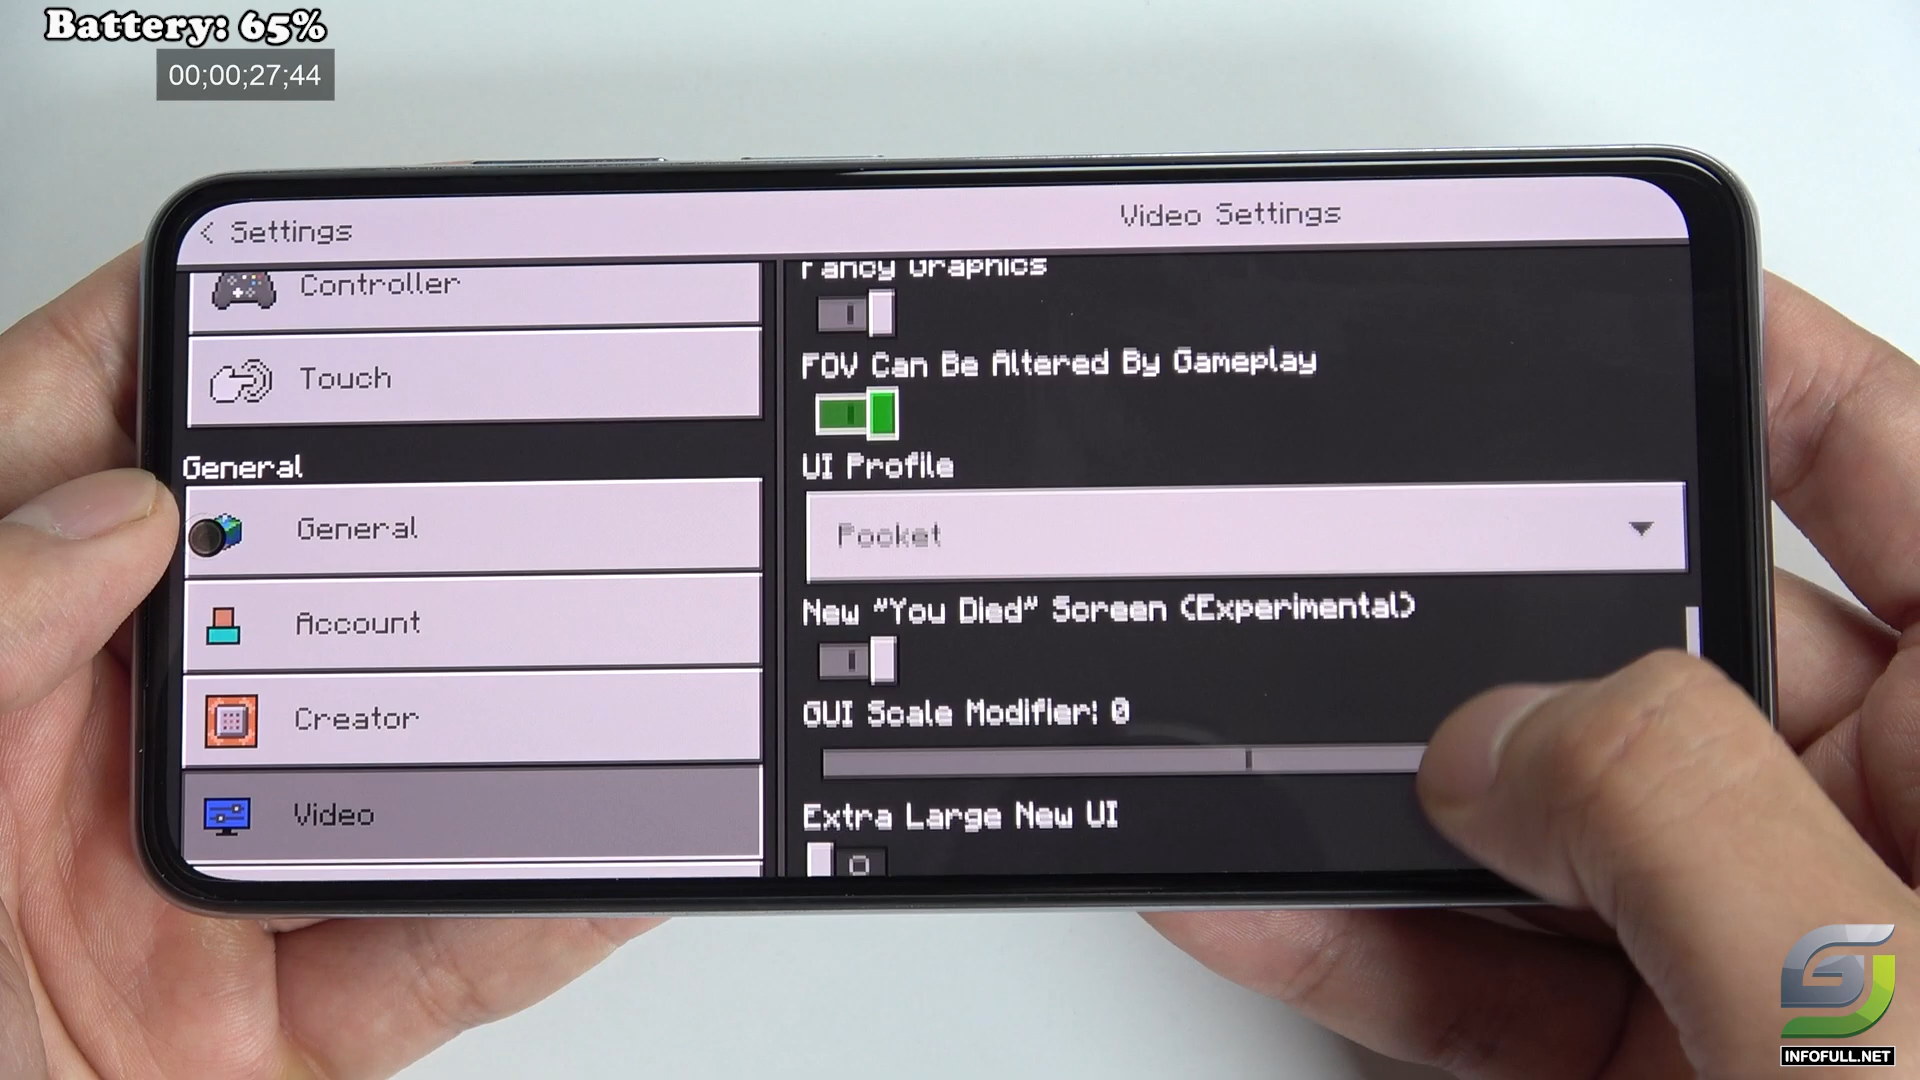 Battery: 65%
00;00;27;44
< Settings
Video Settings
Controller
Touch
General
General
Account
Creator
Video
Fancy Graphics
FOV Can Be Altered By Gameplay
UI Profile
Pocket
New "You Died" Screen (Experimental)
GUI Scale Modifier: 0
Extra Large New UI
INFOFULL.NET